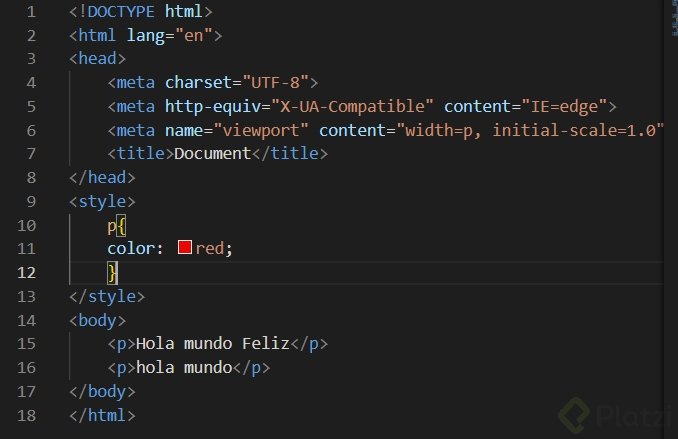 1 <!DOCTYPE html>
2 <html lang="en">
3 <head>
4     <meta charset="UTF-8">
5     <meta http-equiv="X-UA-Compatible" content="IE=edge">
6     <meta name="viewport" content="width=p, initial-scale=1.0"
7     <title>Document</title>
8 </head>
9 <style>
10     p{
11     color: red;
12     }
13 </style>
14 <body>
15     <p>Hola mundo Feliz</p>
16     <p>hola mundo</p>
17 </body>
18 </html>
Platzi